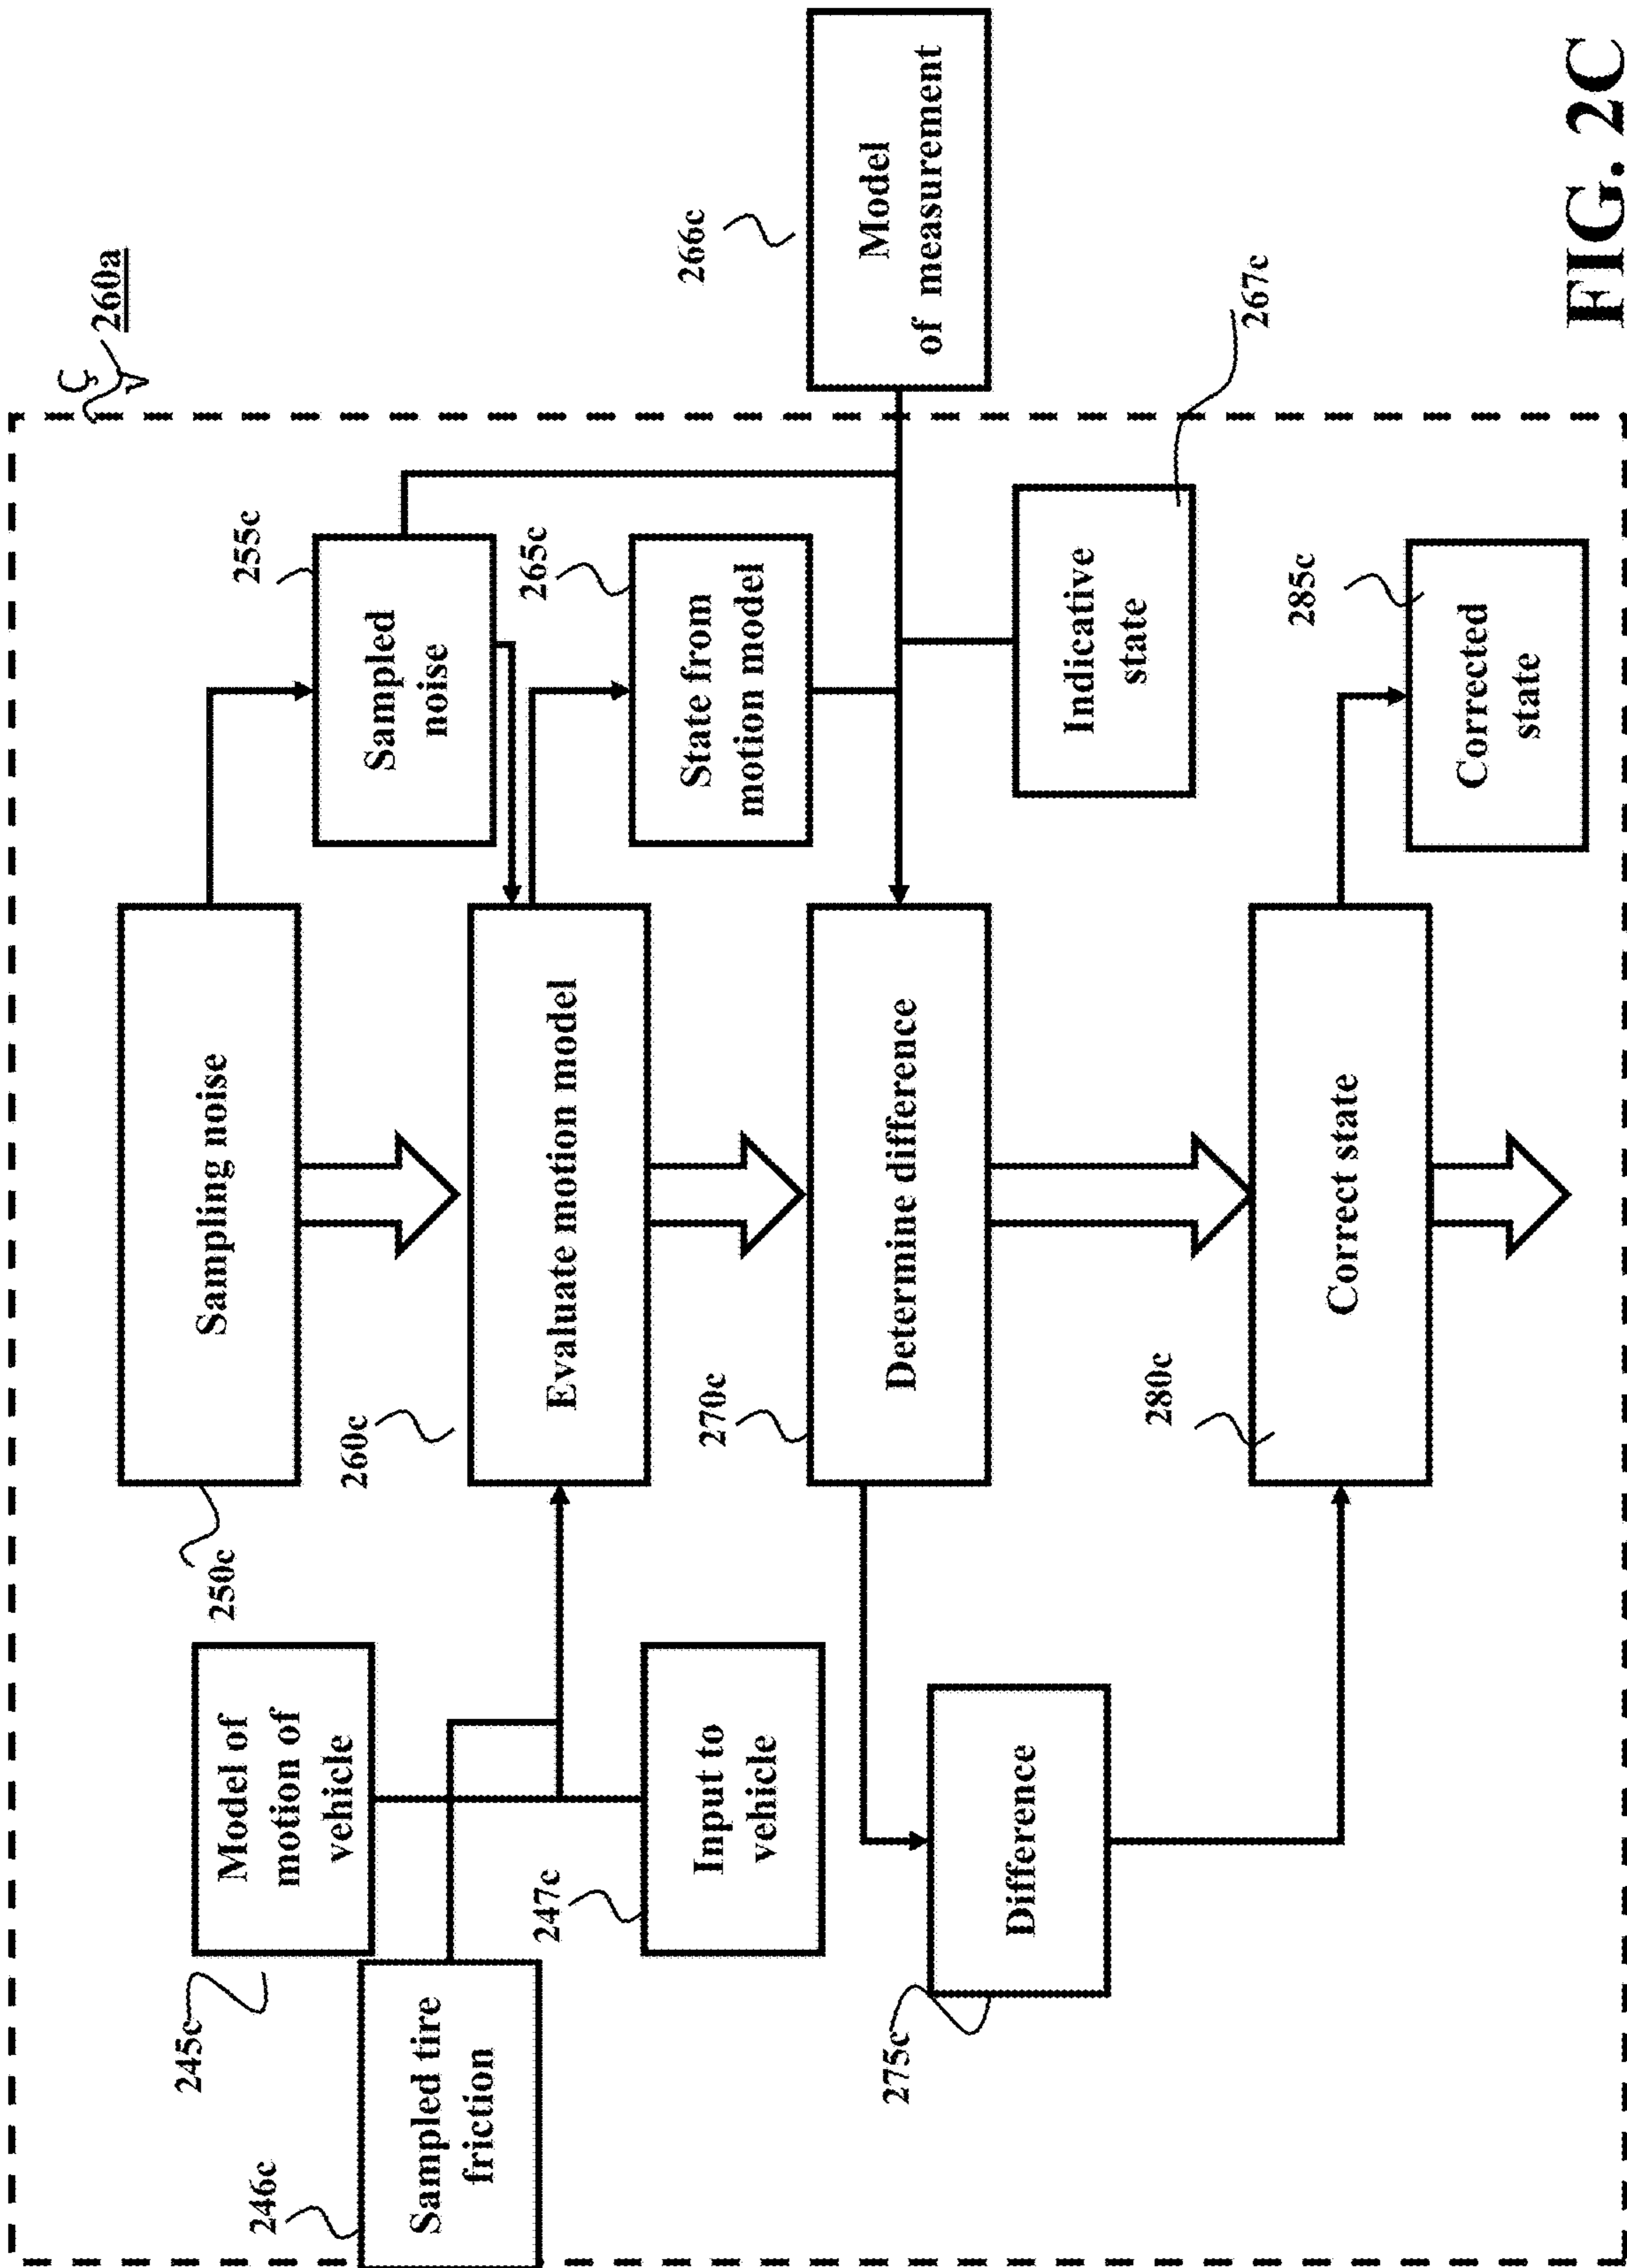 260a
Sampling noise
250c
255c
Sampled
noise
245c
Model of
motion of
vehicle
246c
Sampled tire
friction
247c
Input to
vehicle
260c
Evaluate motion model
265c
State from
motion model
266c
Model
of measurement
267c
Indicative
state
270c
Determine difference
275c
Difference
280c
Correct state
285c
Corrected
state
FIG. 2C